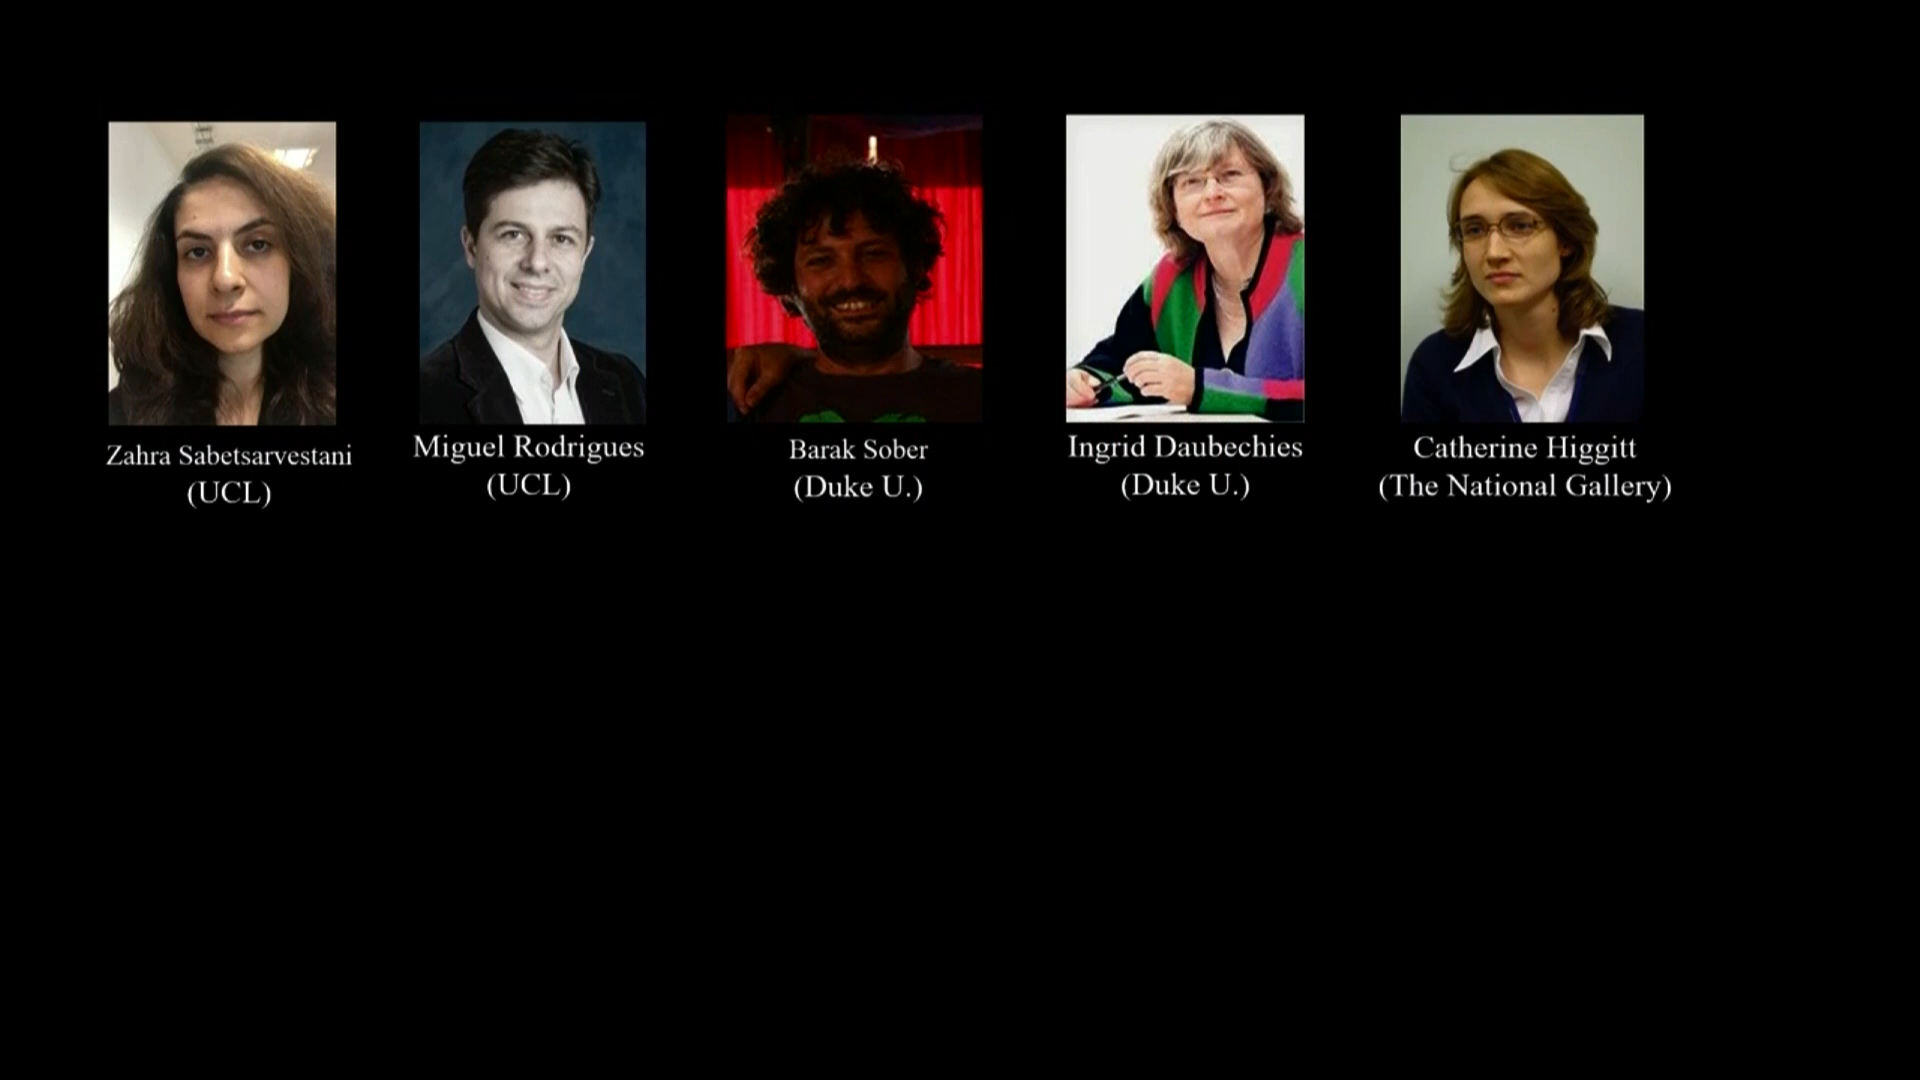 Zahra Sabetsarvestani
(UCL)
Miguel Rodrigues
(UCL)
Barak Sober
(Duke U.)
Ingrid Daubechies
(Duke U.)
Catherine Higgitt
(The National Gallery)